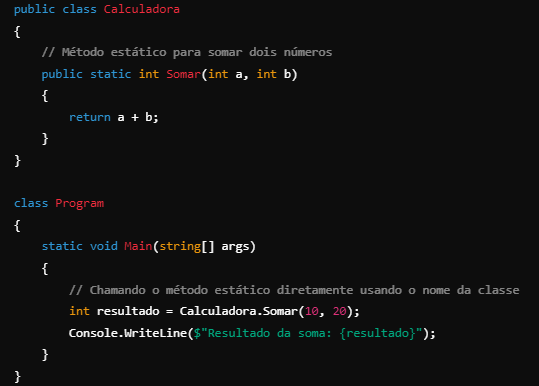 public class Calculadora
{
    // Método estático para somar dois números
    public static int Somar(int a, int b)
    {
        return a + b;
    }
}

class Program
{
    static void Main(string[] args)
    {
        // Chamando o método estático diretamente usando o nome da classe
        int resultado = Calculadora.Somar(10, 20);
        Console.WriteLine($"Resultado da soma: {resultado}");
    }
}